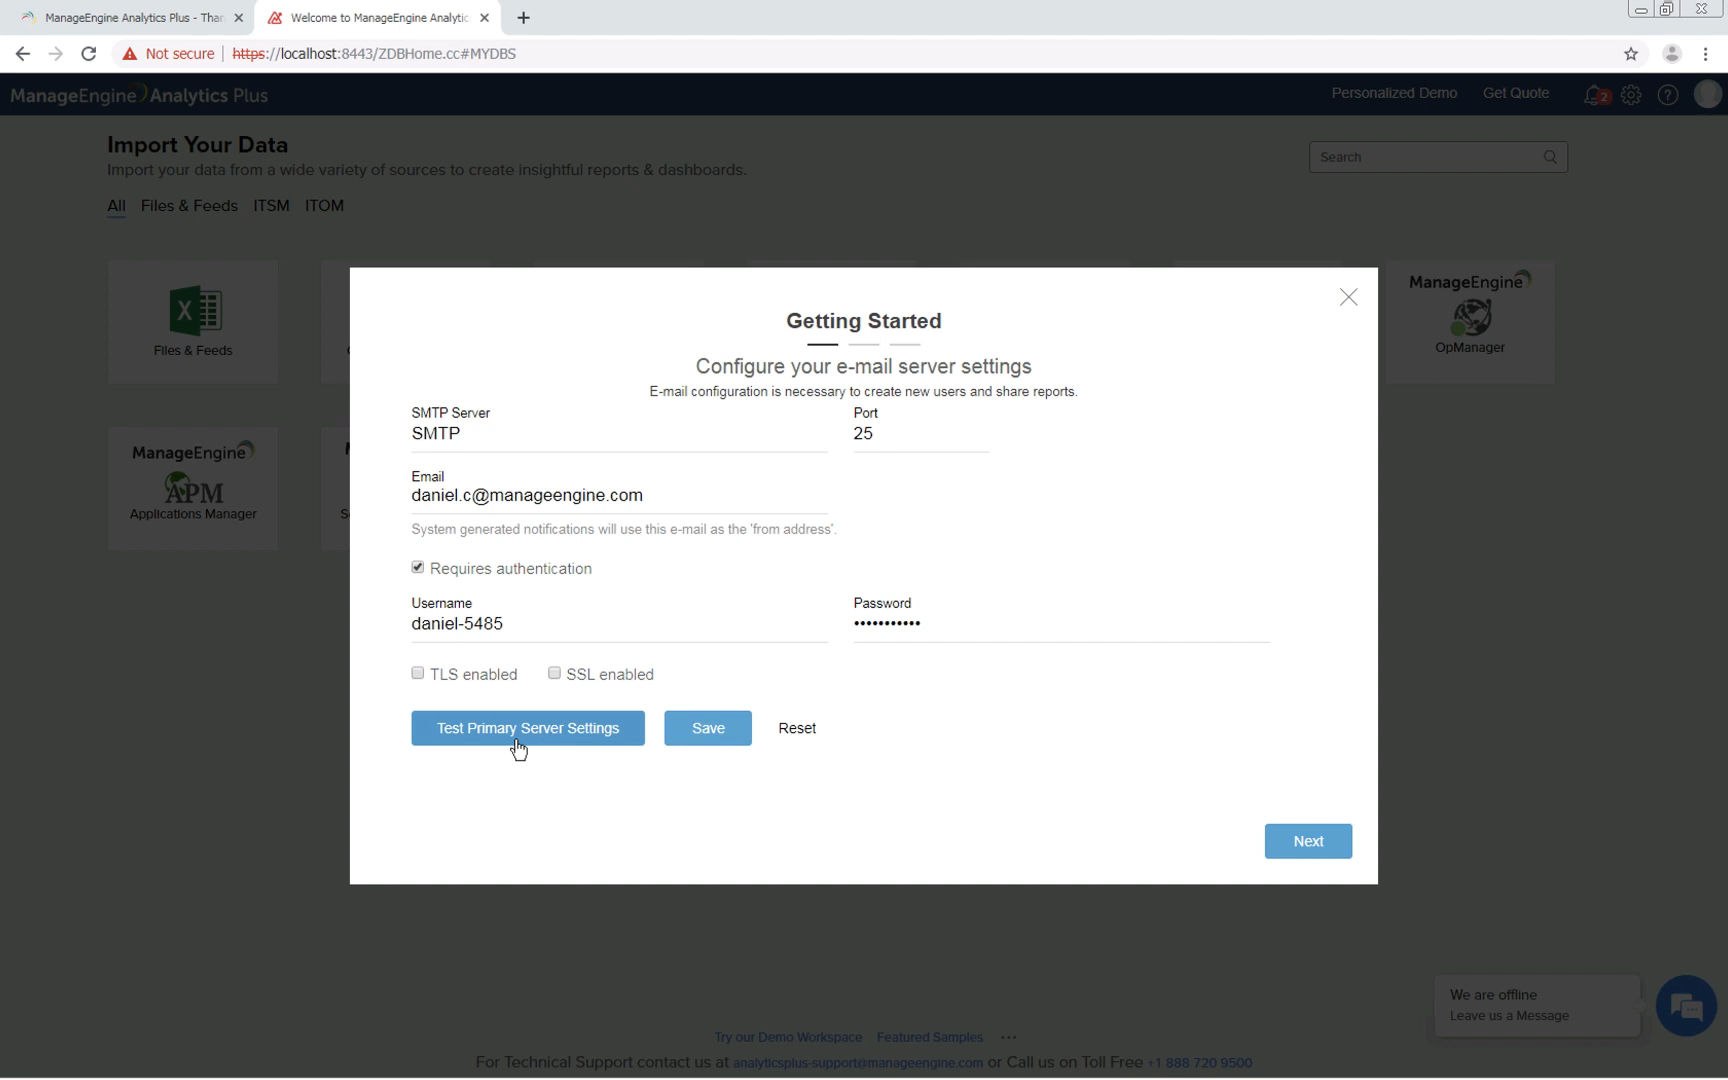 ManageEngine Analytics Plus - Than
Welcome to ManageEngine Analytic
Not secure
https://localhost:8443/ZDBHome.cc#MYDBS
ManageEngine Analytics Plus
Personalized Demo
Get Quote
2
Import Your Data
Import your data from a wide variety of sources to create insightful reports & dashboards.
Search
All
Files & Feeds
ITSM
ITOM
Files & Feeds
ManageEngine
OpManager
ManageEngine
APM
Applications Manager
Getting Started
Configure your e-mail server settings
E-mail configuration is necessary to create new users and share reports.
SMTP Server
Port
SMTP
25
Email
daniel.c@manageengine.com
System generated notifications will use this e-mail as the 'from address'.
Requires authentication
Username
Password
daniel-5485
•••••••••••
TLS enabled
SSL enabled
Test Primary Server Settings
Save
Reset
Next
We are offline
Leave us a Message
Try our Demo Workspace
Featured Samples
For Technical Support contact us at analyticsplus-support@manageengine.com or Call us on Toll Free +1 888 720 9500